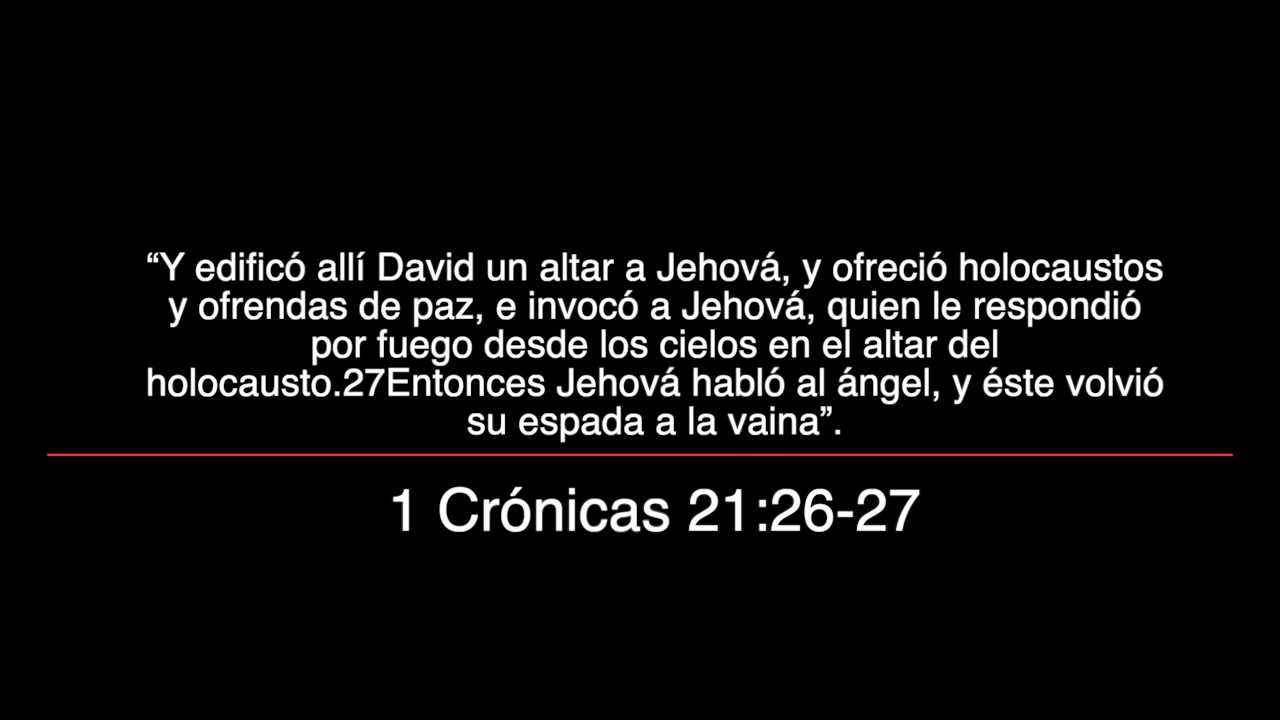 “Y edificó allí David un altar a Jehová, y ofreció holocaustos
y ofrendas de paz, e invocó a Jehová, quien le respondió
por fuego desde los cielos en el altar del
holocausto.27Entonces Jehová habló al ángel, y éste volvió
su espada a la vaina”.
1 Crónicas 21:26-27